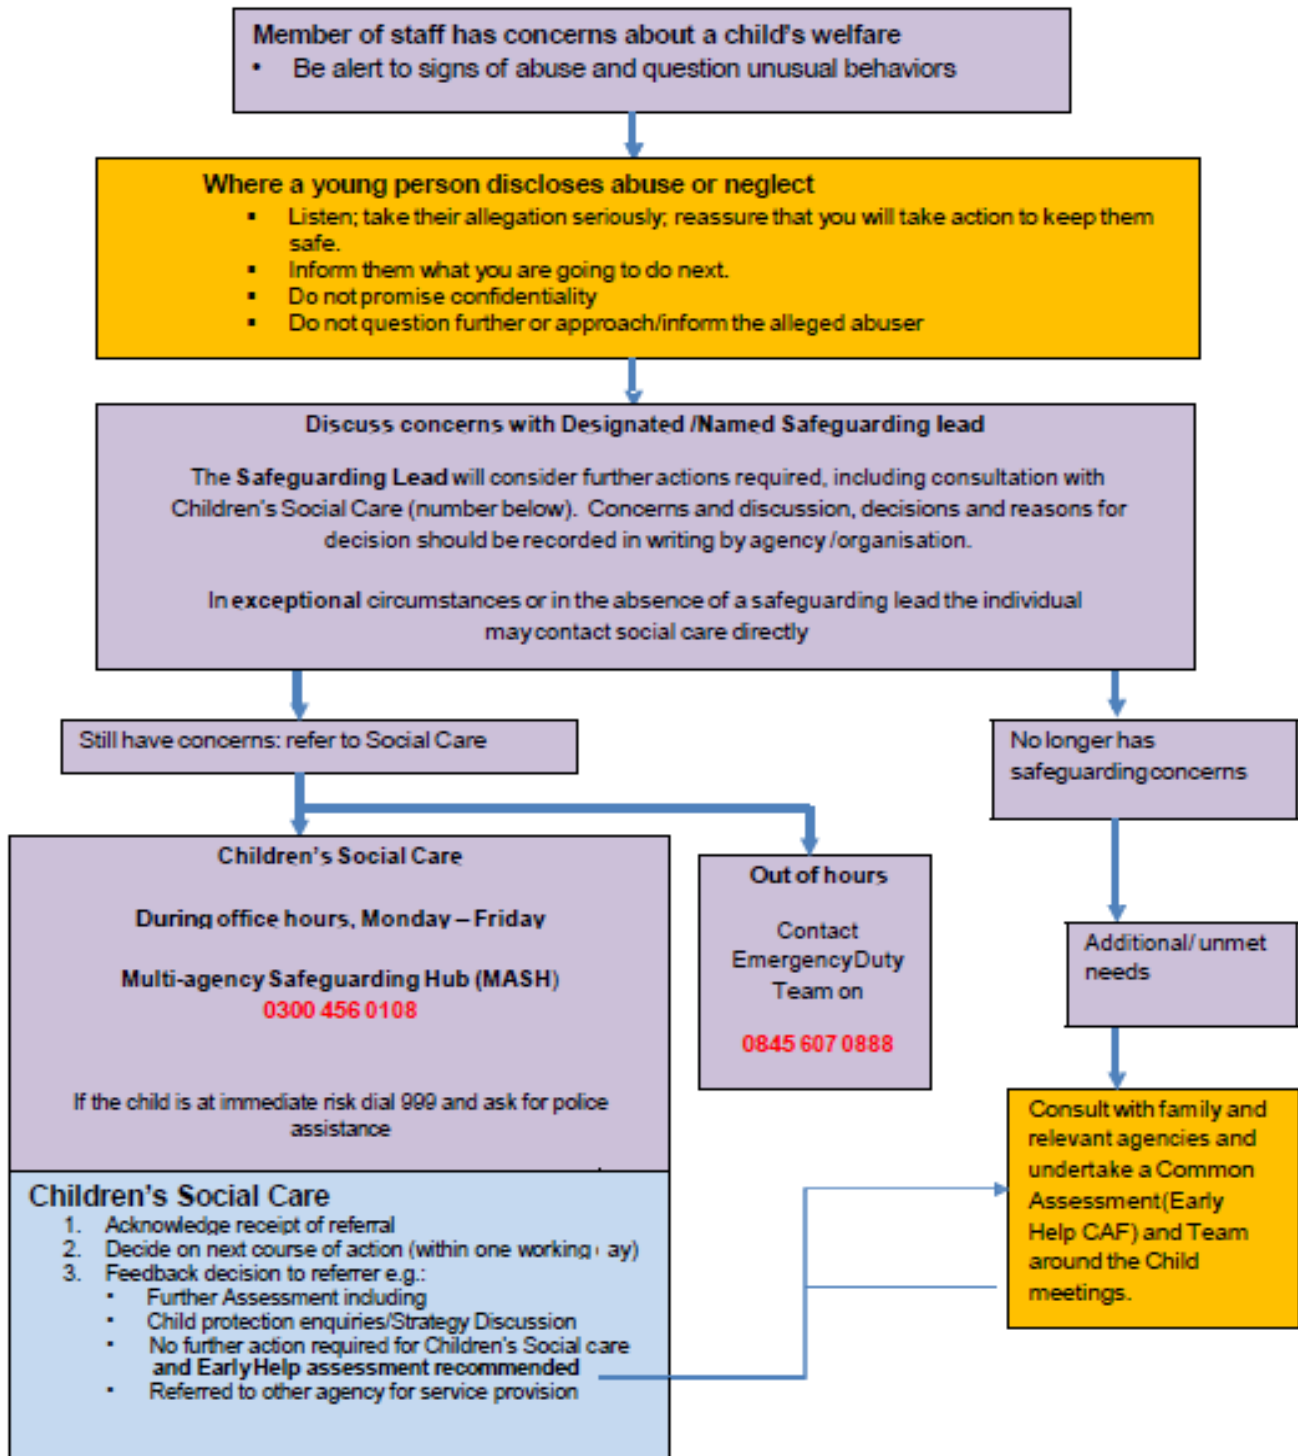 Member of staff has concerns about a child's welfare
• Be alert to signs of abuse and question unusual behaviors
Where a young person discloses abuse or neglect
▪ Listen; take their allegation seriously; reassure that you will take action to keep them
safe.
▪ Inform them what you are going to do next.
▪ Do not promise confidentiality
▪ Do not question further or approach/inform the alleged abuser
Discuss concerns with Designated /Named Safeguarding lead
The Safeguarding Lead will consider further actions required, including consultation with
Children's Social Care (number below). Concerns and discussion, decisions and reasons for
decision should be recorded in writing by agency /organisation.
In exceptional circumstances or in the absence of a safeguarding lead the individual
may contact social care directly
Still have concerns: refer to Social Care
No longer has
safeguarding concerns
Children's Social Care
During office hours, Monday – Friday
Multi-agency Safeguarding Hub (MASH)
0300 456 0108
If the child is at immediate risk dial 999 and ask for police
assistance
Out of hours
Contact
Emergency Duty
Team on
0845 607 0888
Additional/ unmet
needs
Consult with family and
relevant agencies and
undertake a Common
Assessment (Early
Help CAF) and Team
around the Child
meetings.
Children's Social Care
1. Acknowledge receipt of referral
2. Decide on next course of action (within one working ay)
3. Feedback decision to referrer e.g.:
▪ Further Assessment including
▪ Child protection enquiries/Strategy Discussion
▪ No further action required for Children's Social care
and Early Help assessment recommended
▪ Referred to other agency for service provision